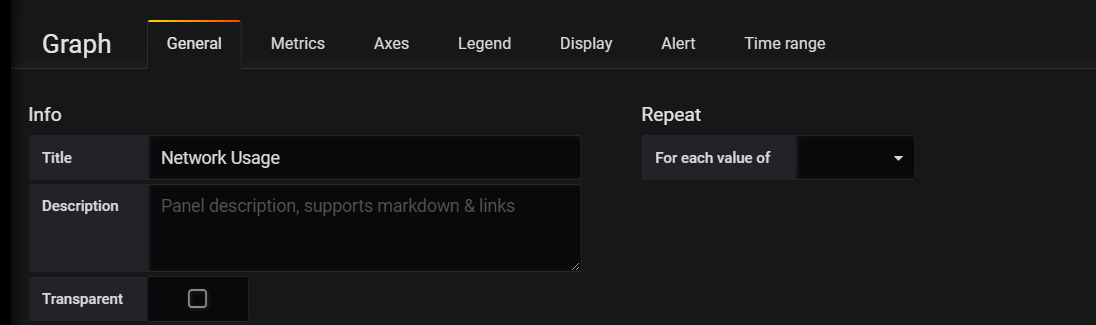 Graph General Metrics Axes Legend Display Alert Time range
Info
Title Network Usage
Description Panel description, supports markdown & links
Transparent
Repeat
For each value of